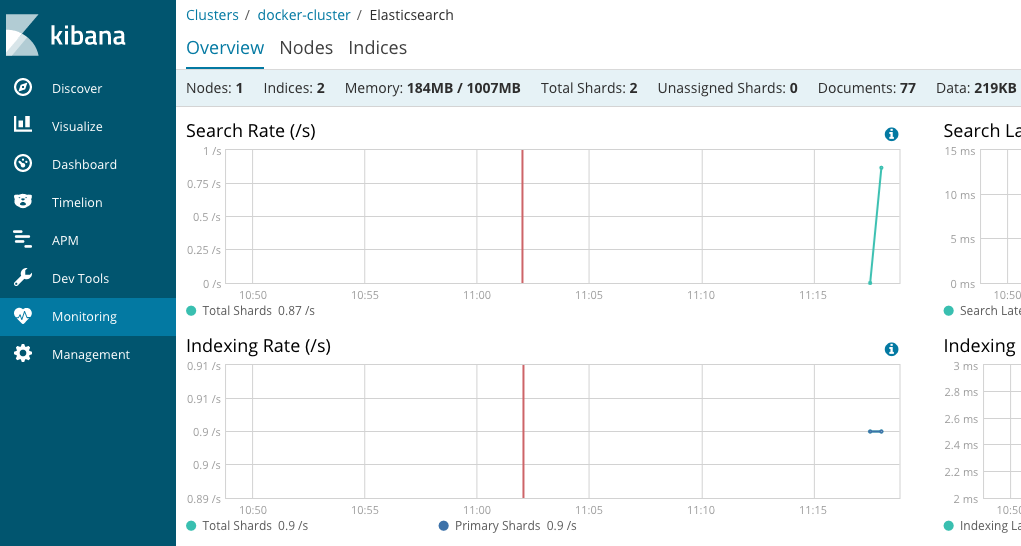 kibana
Discover
Visualize
Dashboard
Timelion
APM
Dev Tools
Monitoring
Management
Clusters / docker-cluster / Elasticsearch
Overview Nodes Indices
Nodes: 1 Indices: 2 Memory: 184MB / 1007MB Total Shards: 2 Unassigned Shards: 0 Documents: 77 Data: 219KB
Search Rate (/s)
1 /s
0.75 /s
0.5 /s
0.25 /s
0 /s
10:50 10:55 11:00 11:05 11:10 11:15
Total Shards 0.87 /s
Search La
15 ms
10 ms
5 ms
0 ms
10:50
Search Late
Indexing Rate (/s)
0.91 /s
0.91 /s
0.9 /s
0.9 /s
0.89 /s
10:50 10:55 11:00 11:05 11:10 11:15
Total Shards 0.9 /s Primary Shards 0.9 /s
Indexing
3 ms
2.8 ms
2.6 ms
2.4 ms
2.2 ms
2 ms
10:50
Indexing La